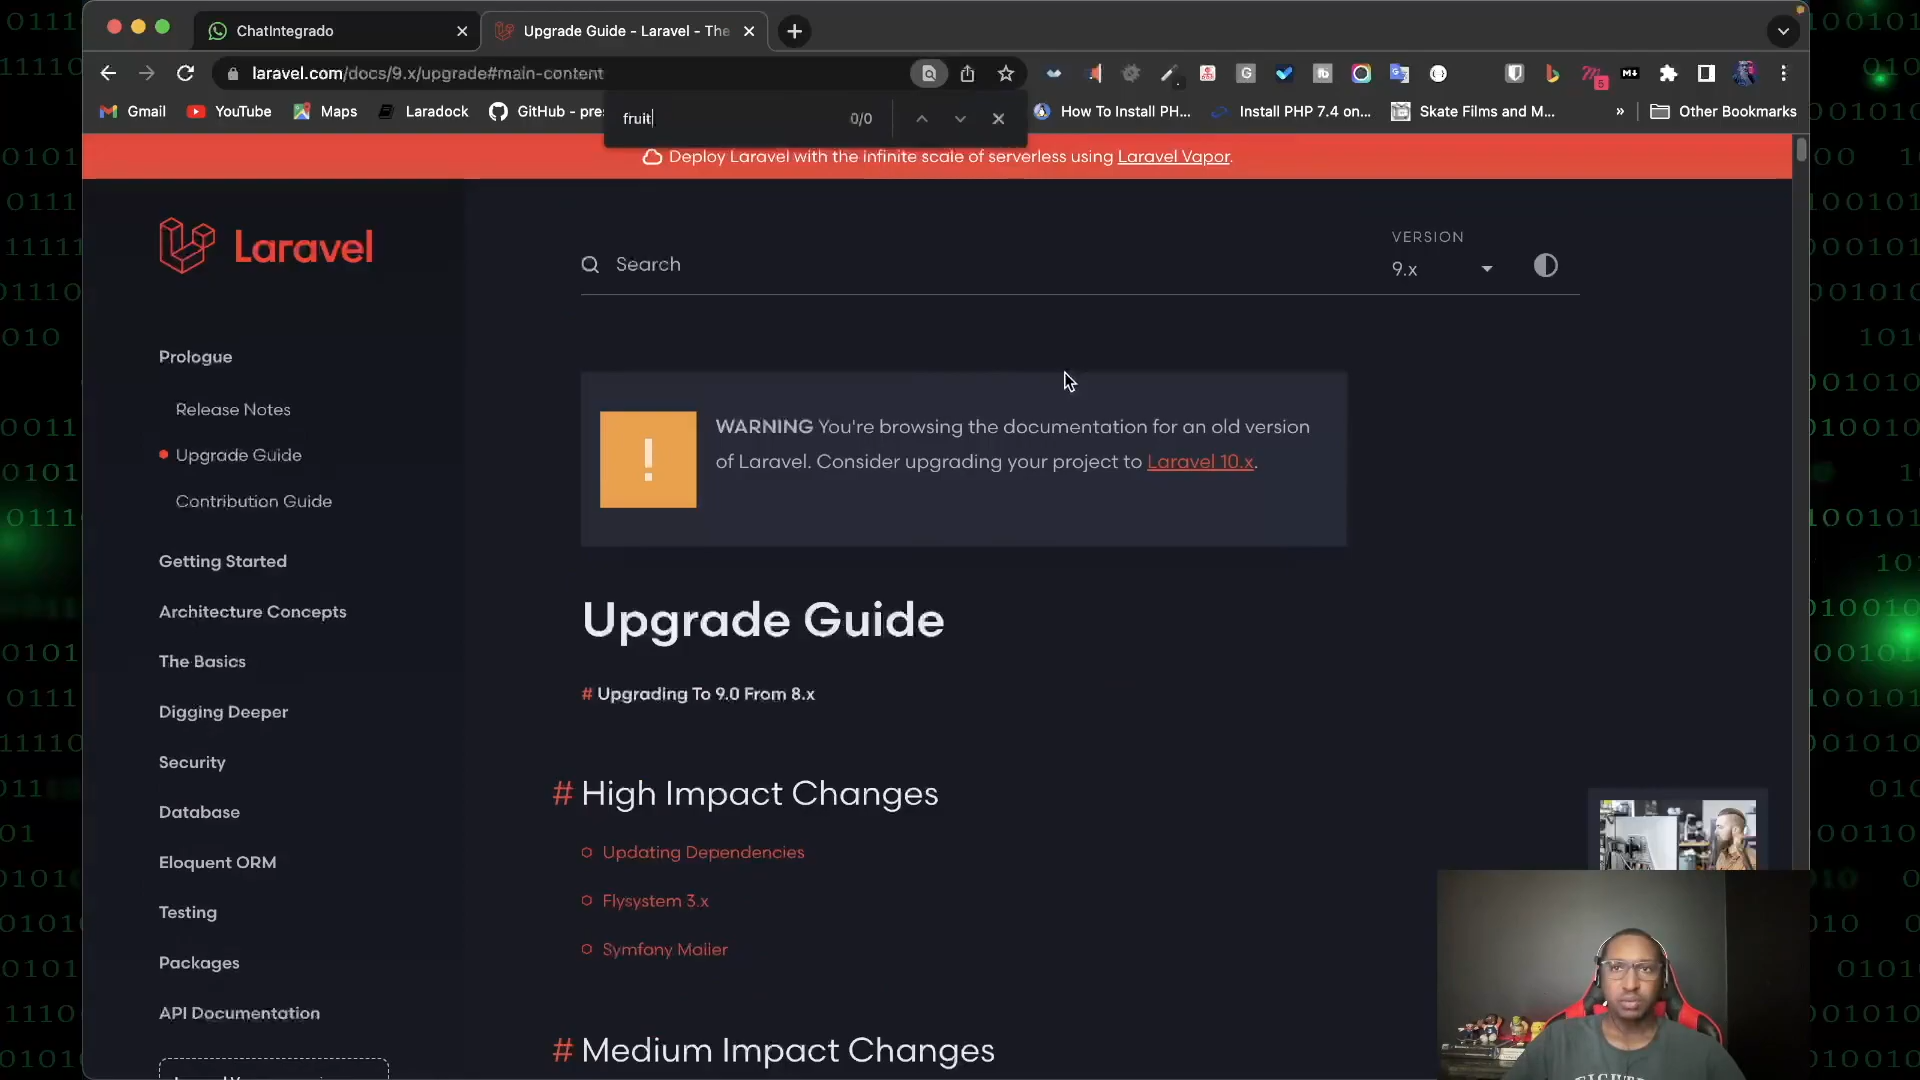 ChatIntegrado
Upgrade Guide - Laravel - The
laravel.com/docs/9.x/upgrade#main-content
Gmail
YouTube
Maps
Laradock
GitHub - pres
How To Install PH...
Install PHP 7.4 on...
Skate Films and M...
»
Other Bookmarks
fruit
0/0
Deploy Laravel with the infinite scale of serverless using Laravel Vapor.
Laravel
Search
VERSION
9.x
Prologue
Release Notes
Upgrade Guide
Contribution Guide
Getting Started
Architecture Concepts
The Basics
Digging Deeper
Security
Database
Eloquent ORM
Testing
Packages
API Documentation
WARNING You're browsing the documentation for an old version
of Laravel. Consider upgrading your project to Laravel 10.x.
Upgrade Guide
# Upgrading To 9.0 From 8.x
# High Impact Changes
Updating Dependencies
Flysystem 3.x
Symfony Mailer
# Medium Impact Changes